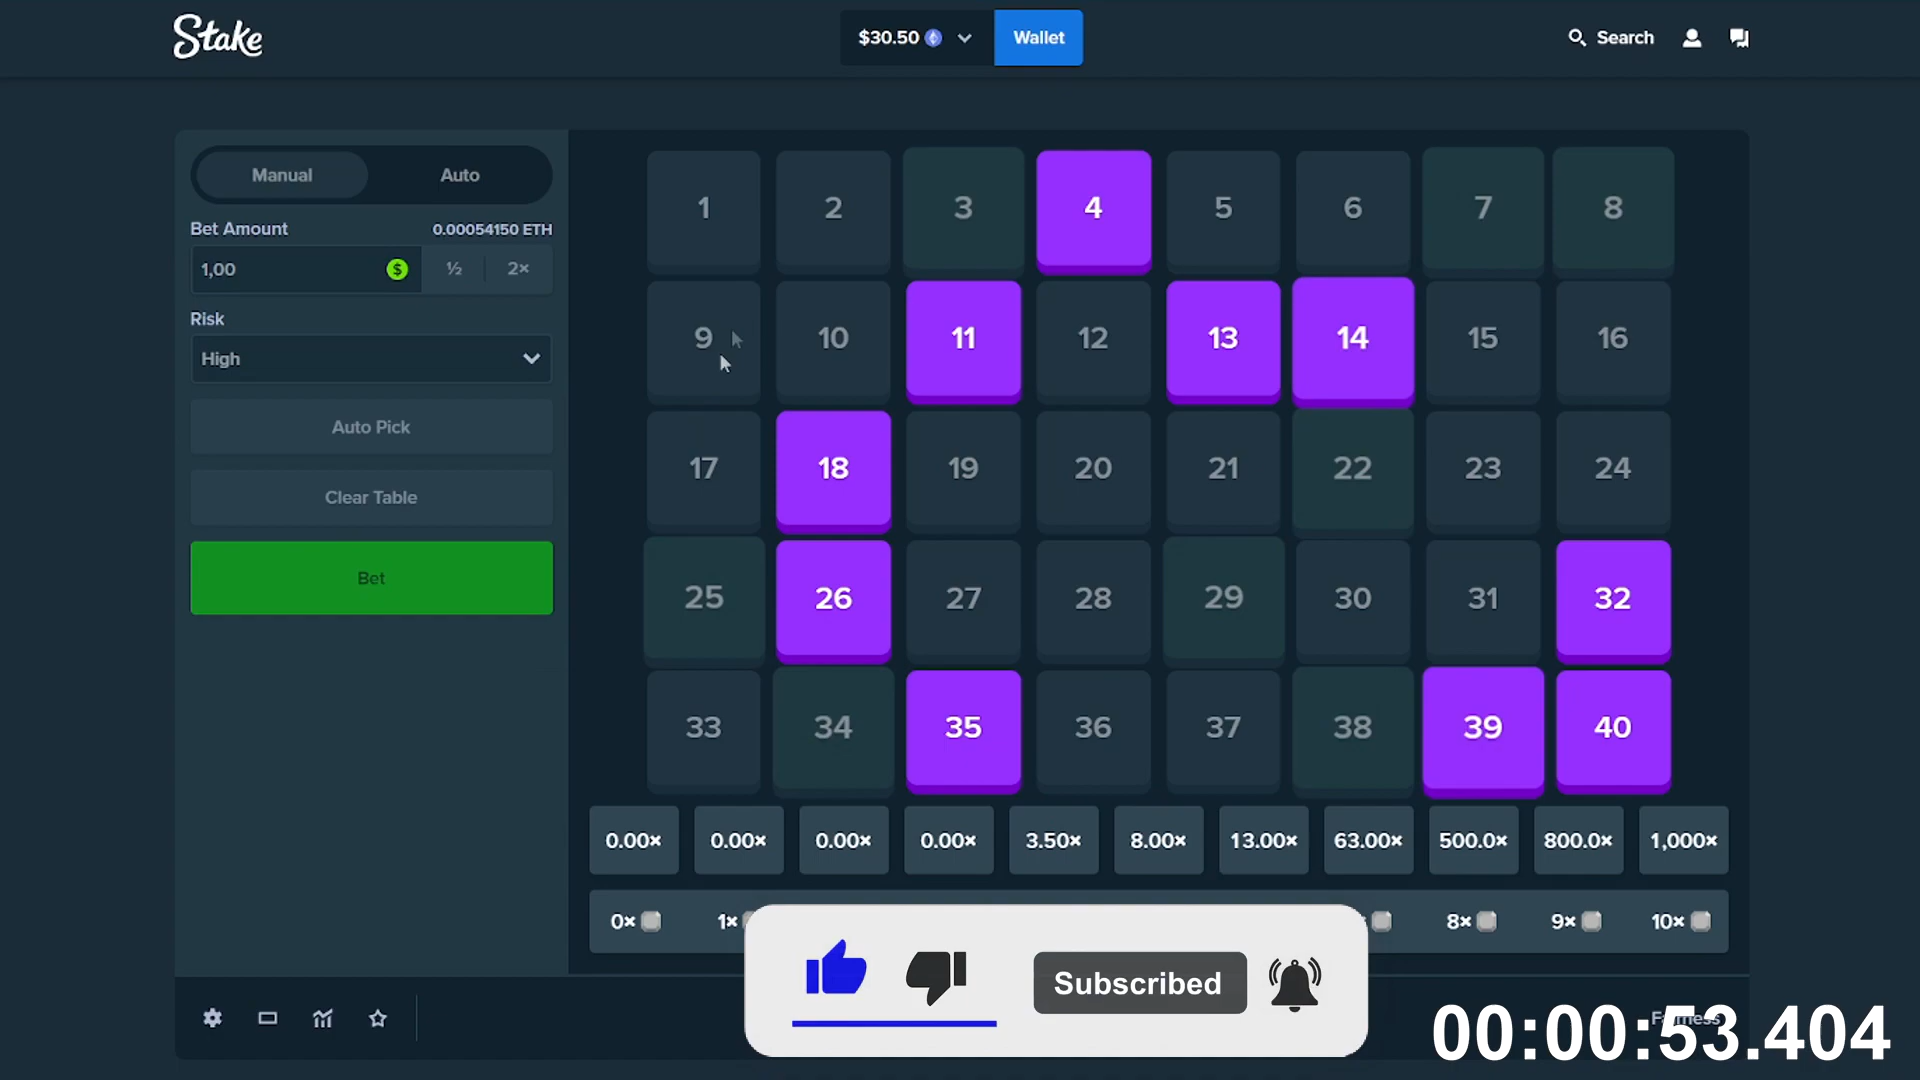 Stake
$30.50
Wallet
Search
Manual
Auto
Bet Amount
0.00054150 ETH
1,00
$
½
2×
Risk
High
Auto Pick
Clear Table
Bet
1 2 3 4 5 6 7 8
9 10 11 12 13 14 15 16
17 18 19 20 21 22 23 24
25 26 27 28 29 30 31 32
33 34 35 36 37 38 39 40
0.00× 0.00× 0.00× 0.00× 3.50× 8.00× 13.00× 63.00× 500.0× 800.0× 1,000×
0× 1× 8× 9× 10×
Subscribed
Fairness
00:00:53.404